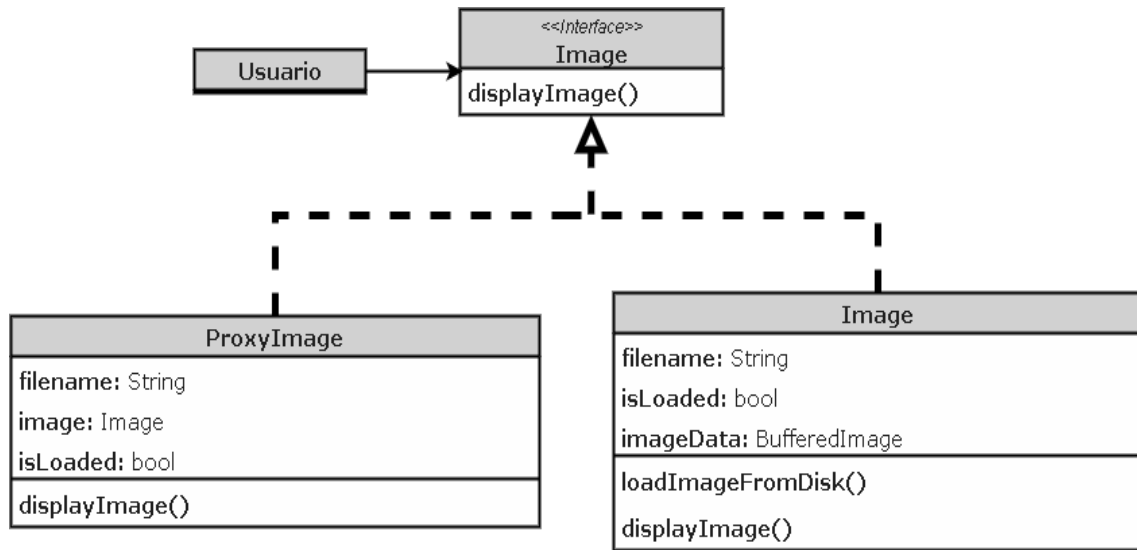 <<Interface>>
Image
Usuario
displayImage()
ProxyImage
filename: String
image: Image
isLoaded: bool
displayImage()
Image
filename: String
isLoaded: bool
imageData: BufferedImage
loadImageFromDisk()
displayImage()